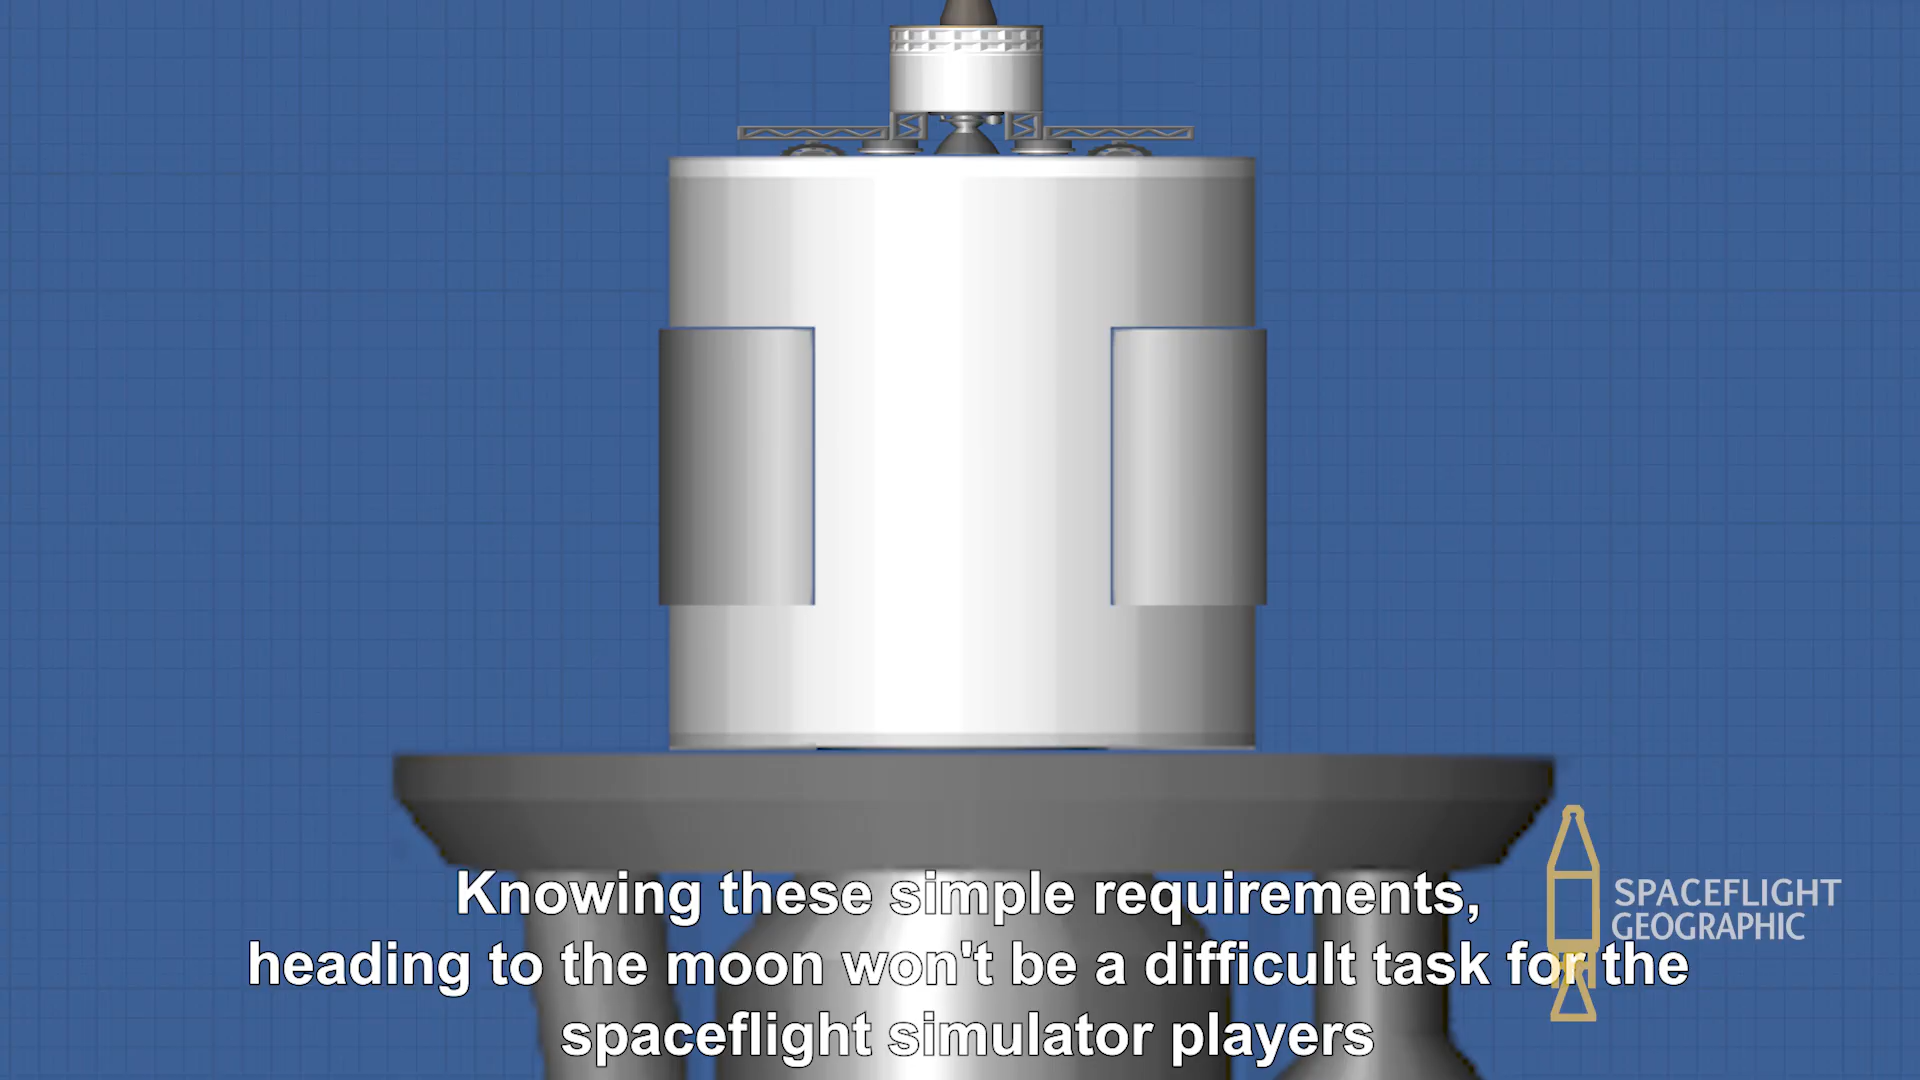 Knowing these simple requirements,
heading to the moon won't be a difficult task for the
spaceflight simulator players
SPACEFLIGHT
GEOGRAPHIC